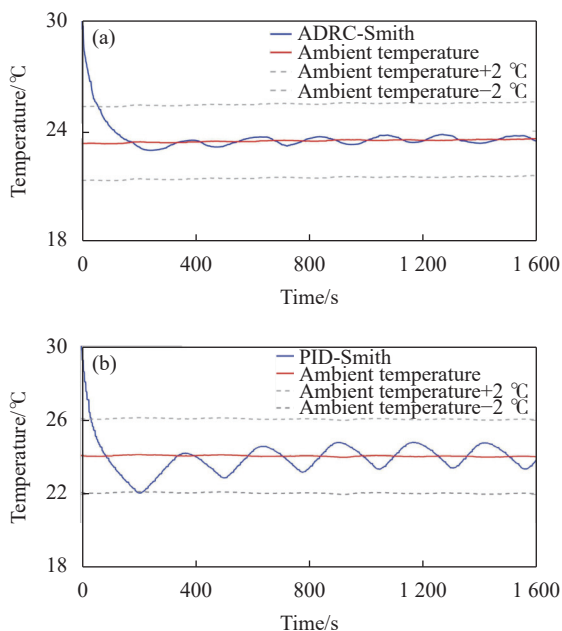 30
(a)
ADRC-Smith
Ambient temperature
Ambient temperature+2 ℃
Ambient temperature−2 ℃
Temperature/℃
24
18
0
400
800
1 200
1 600
Time/s
30
(b)
PID-Smith
Ambient temperature
Ambient temperature+2 ℃
Ambient temperature−2 ℃
Temperature/℃
26
22
18
0
400
800
1 200
1 600
Time/s